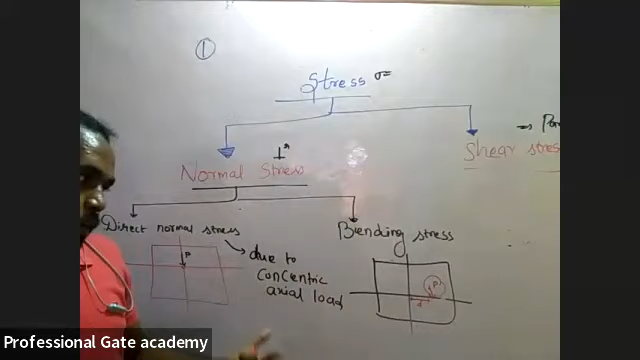 ①
Stress σ=
Normal Stress
Shear stress
Direct normal stress
Bending stress
due to
concentric
axial load
P
P
Professional Gate academy